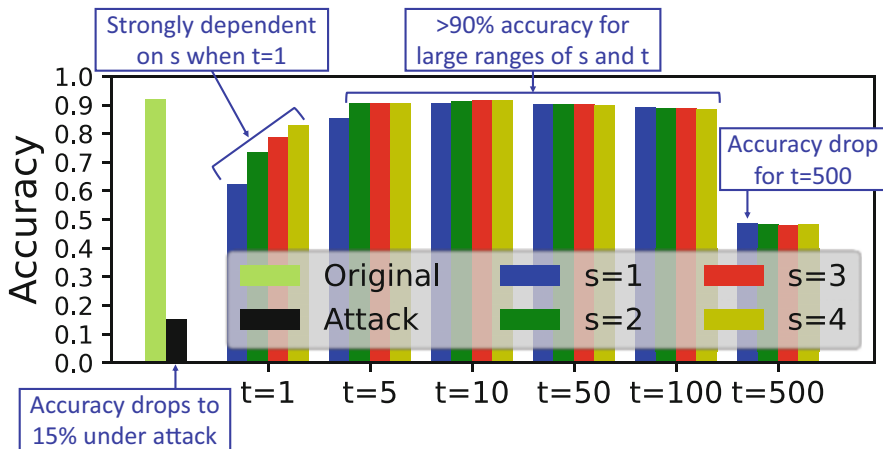 Strongly dependent
on s when t=1
>90% accuracy for
large ranges of s and t
Accuracy
1.0
0.9
0.8
0.7
0.6
0.5
0.4
0.3
0.2
0.1
0.0
Accuracy drop
for t=500
Original
Attack
s=1
s=2
s=3
s=4
t=1
t=5
t=10
t=50
t=100
t=500
Accuracy drops to
15% under attack